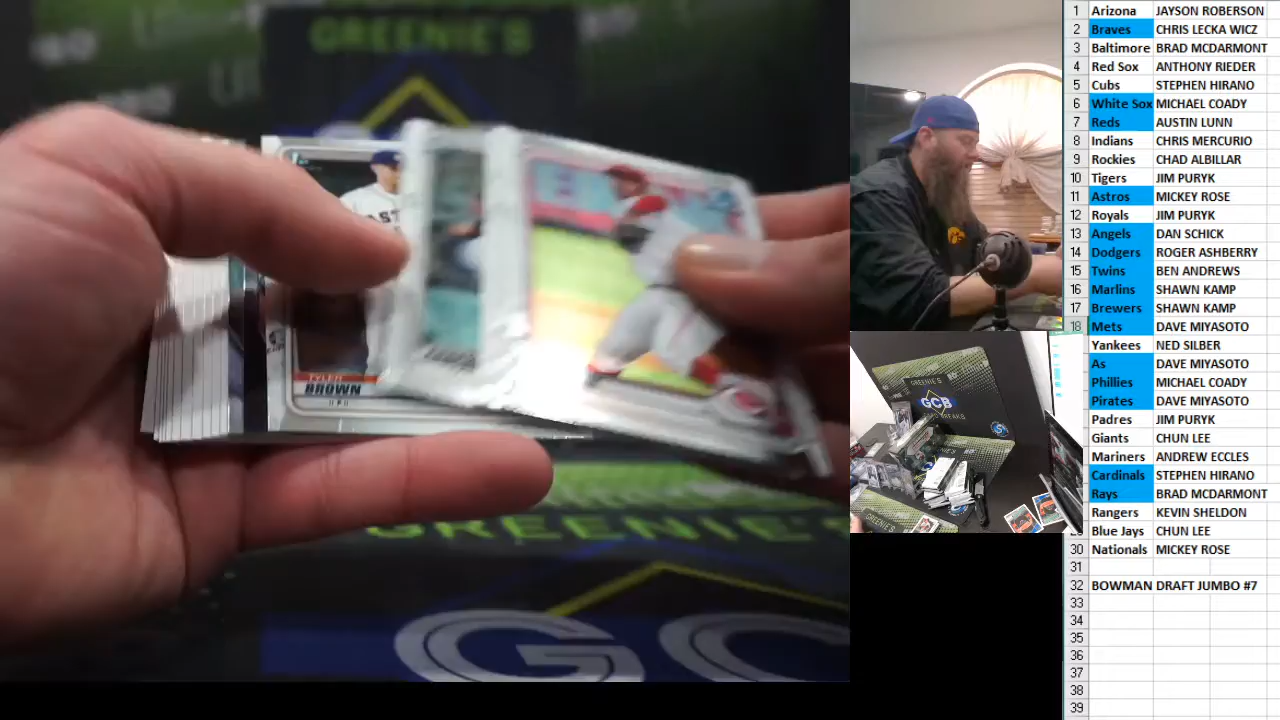 GREENIE'S
TYLER
BROWN
GREENIE'S
GC
GREENIE'S
GCB
1 Arizona JAYSON ROBERSON
2 Braves CHRIS LECKA WICZ
3 Baltimore BRAD MCDARMONT
4 Red Sox ANTHONY RIEDER
5 Cubs STEPHEN HIRANO
6 White Sox MICHAEL COADY
7 Reds AUSTIN LUNN
8 Indians CHRIS MERCURIO
9 Rockies CHAD ALBILLAR
10 Tigers JIM PURYK
11 Astros MICKEY ROSE
12 Royals JIM PURYK
13 Angels DAN SCHICK
14 Dodgers ROGER ASHBERRY
15 Twins BEN ANDREWS
16 Marlins SHAWN KAMP
17 Brewers SHAWN KAMP
18 Mets DAVE MIYASOTO
Yankees NED SILBER
As DAVE MIYASOTO
Phillies MICHAEL COADY
Pirates DAVE MIYASOTO
Padres JIM PURYK
Giants CHUN LEE
Mariners ANDREW ECCLES
Cardinals STEPHEN HIRANO
Rays BRAD MCDARMONT
Rangers KEVIN SHELDON
Blue Jays CHUN LEE
30 Nationals MICKEY ROSE
31
32 BOWMAN DRAFT JUMBO #7
33
34
35
36
37
38
39